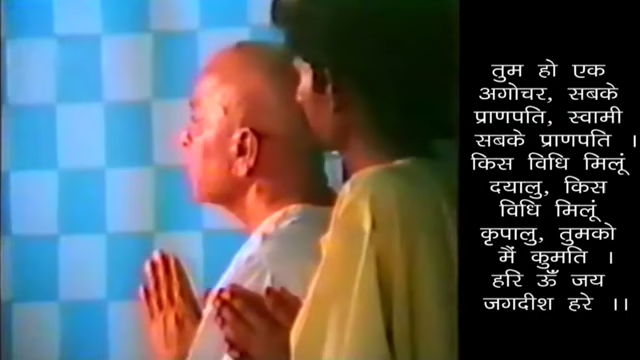 तुम हो एक
अगोचर, सबके
प्राणपति, स्वामी
सबके प्राणपति ।
किस विधि मिलूं
दयालु, किस
विधि मिलूं
कृपालु, तुमको
मैं कुमति ।
हरि ऊँ जय
जगदीश हरे ।।